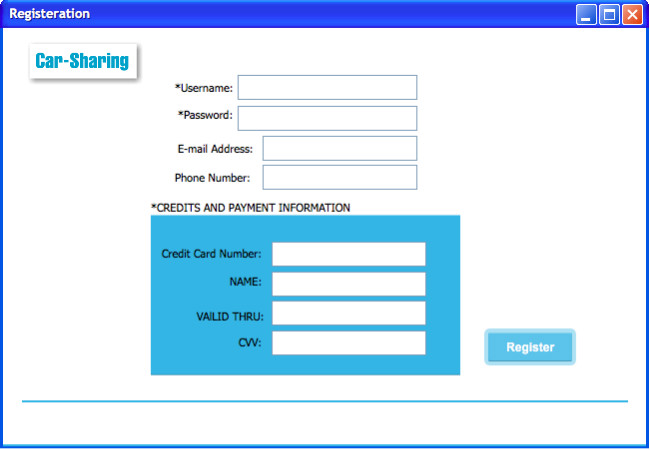 Registeration
Car-Sharing
*Username:
*Password:
E-mail Address:
Phone Number:
*CREDITS AND PAYMENT INFORMATION
Credit Card Number:
NAME:
VAILID THRU:
CVV:
Register